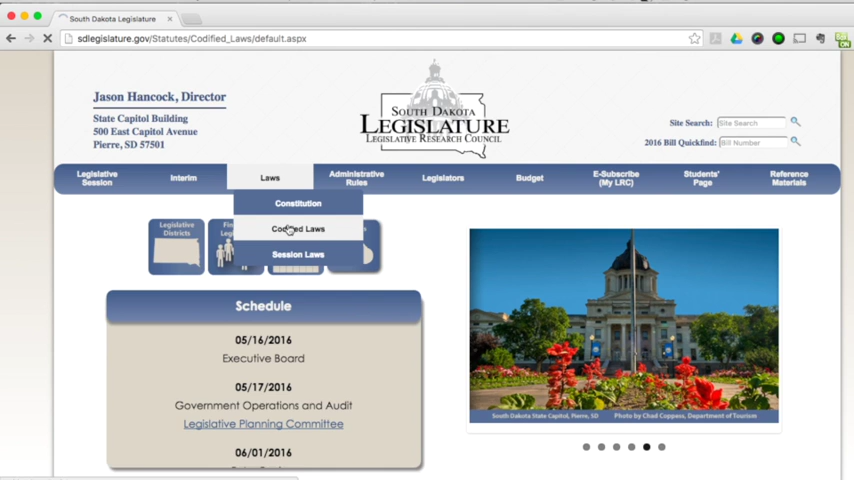 South Dakota Legislature
sdlegislature.gov/Statutes/Codified_Laws/default.aspx
Jason Hancock, Director
State Capitol Building
500 East Capitol Avenue
Pierre, SD 57501
SOUTH DAKOTA
LEGISLATURE
LEGISLATIVE RESEARCH COUNCIL
Site Search: Site Search
2016 Bill Quickfind: Bill Number
Legislative Session
Interim
Laws
Administrative Rules
Legislators
Budget
E-Subscribe (My LRC)
Students' Page
Reference Materials
Constitution
Laws
Session Laws
Legislative
Districts
Schedule
05/16/2016
Executive Board
05/17/2016
Government Operations and Audit
Legislative Planning Committee
06/01/2016
South Dakota State Capitol, Pierre, SD
Photo by Chad Coppess, Department of Tourism
ON